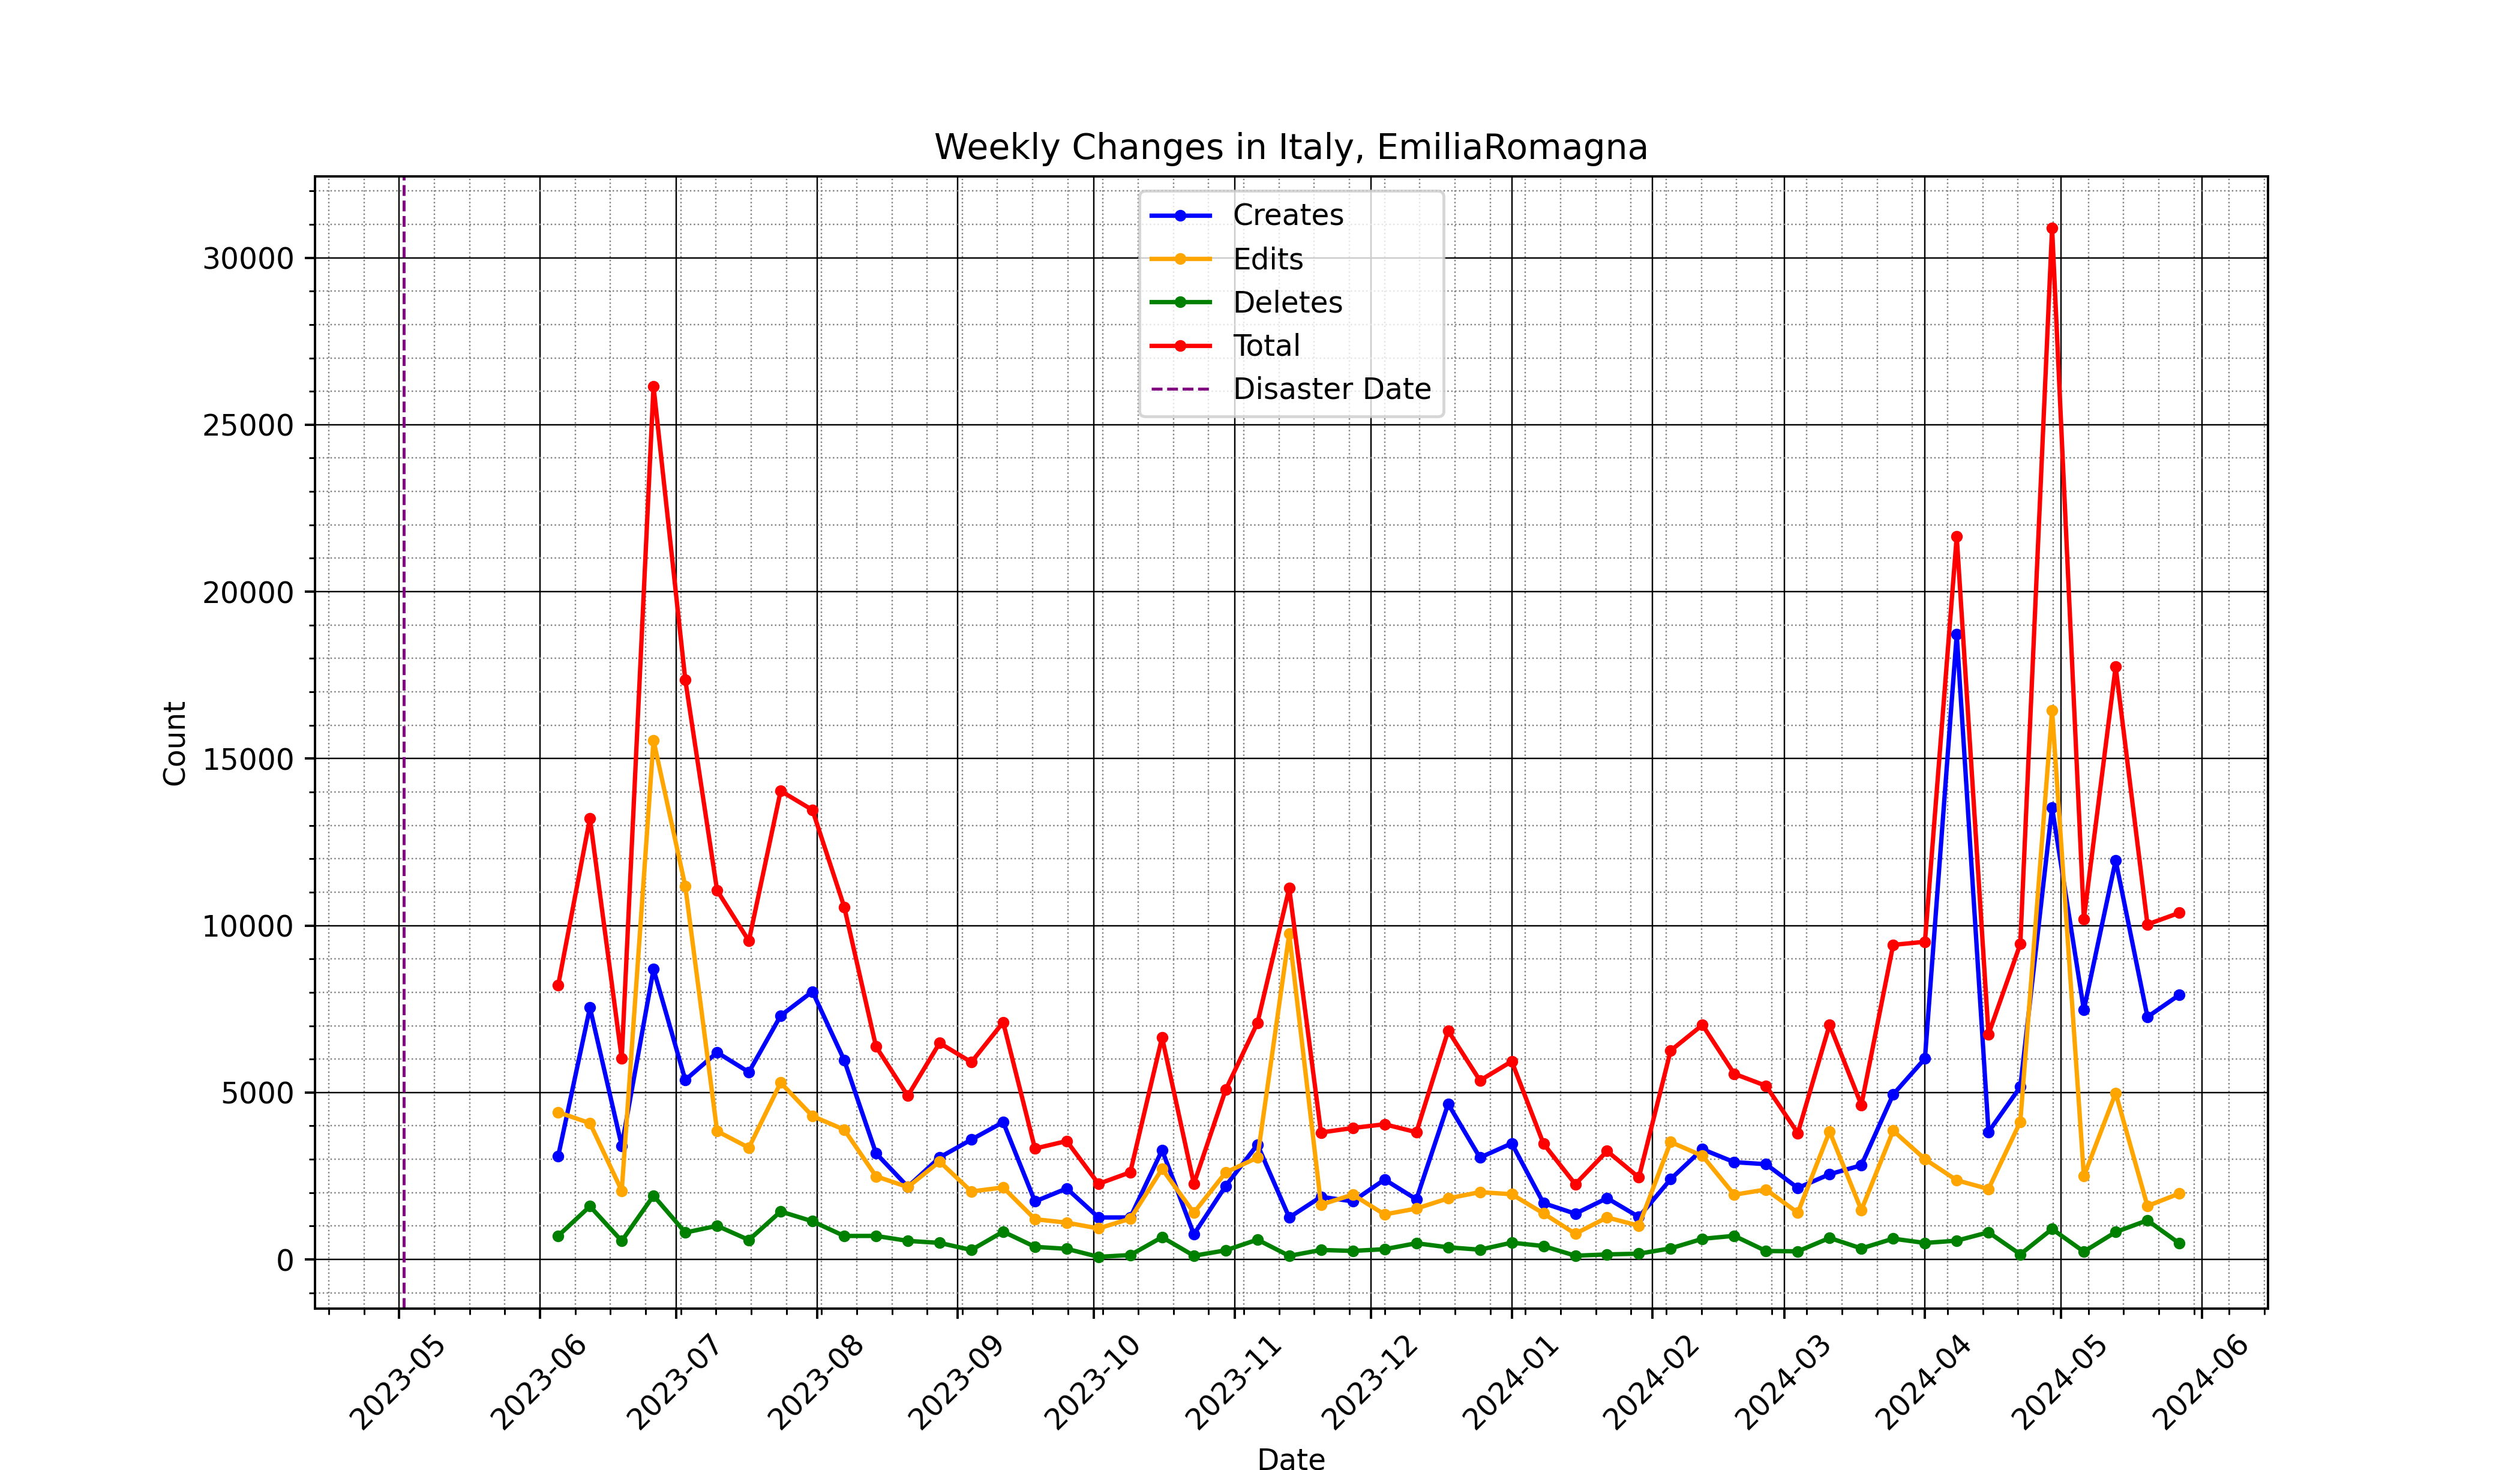 Weekly Changes in Italy, EmiliaRomagna
Creates
Edits
Deletes
Total
Disaster Date
30000
25000
20000
15000
10000
5000
0
Count
2023-05
2023-06
2023-07
2023-08
2023-09
2023-10
2023-11
2023-12
2024-01
2024-02
2024-03
2024-04
2024-05
2024-06
Date